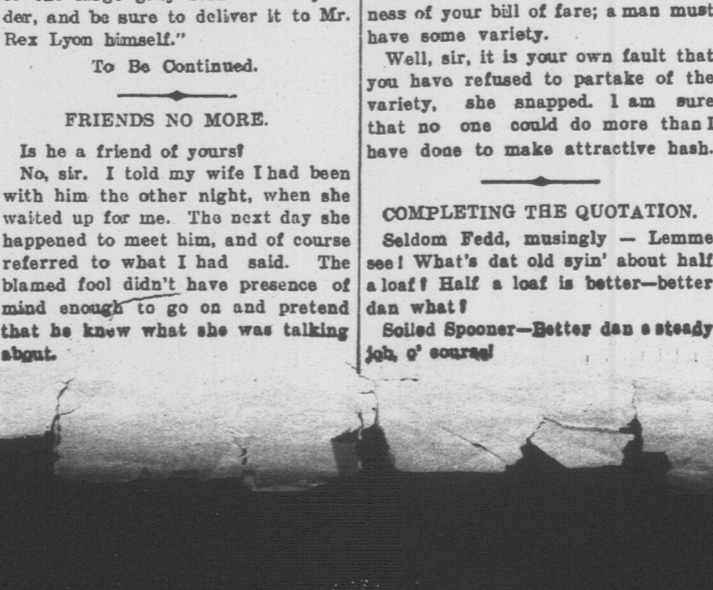 der, and be sure to deliver it to Mr.
Rex Lyon himself."
To Be Continued.
FRIENDS NO MORE.
Is he a friend of yours?
No, sir. I told my wife I had been
with him the other night, when she
waited up for me. The next day she
happened to meet him, and of course
referred to what I had said. The
blamed fool didn't have presence of
mind enough to go on and pretend
that he knew what she was talking
about.
ness of your bill of fare; a man must
have some variety.
Well, sir, it is your own fault that
you have refused to partake of the
variety, she snapped. I am sure
that no one could do more than I
have done to make attractive hash.
COMPLETING THE QUOTATION.
Seldom Fedd, musingly — Lemme
see! What's dat old syin' about half
a loaf? Half a loaf is better—better
dan what?
Soiled Spooner—Better dan a steady
job, o' course!